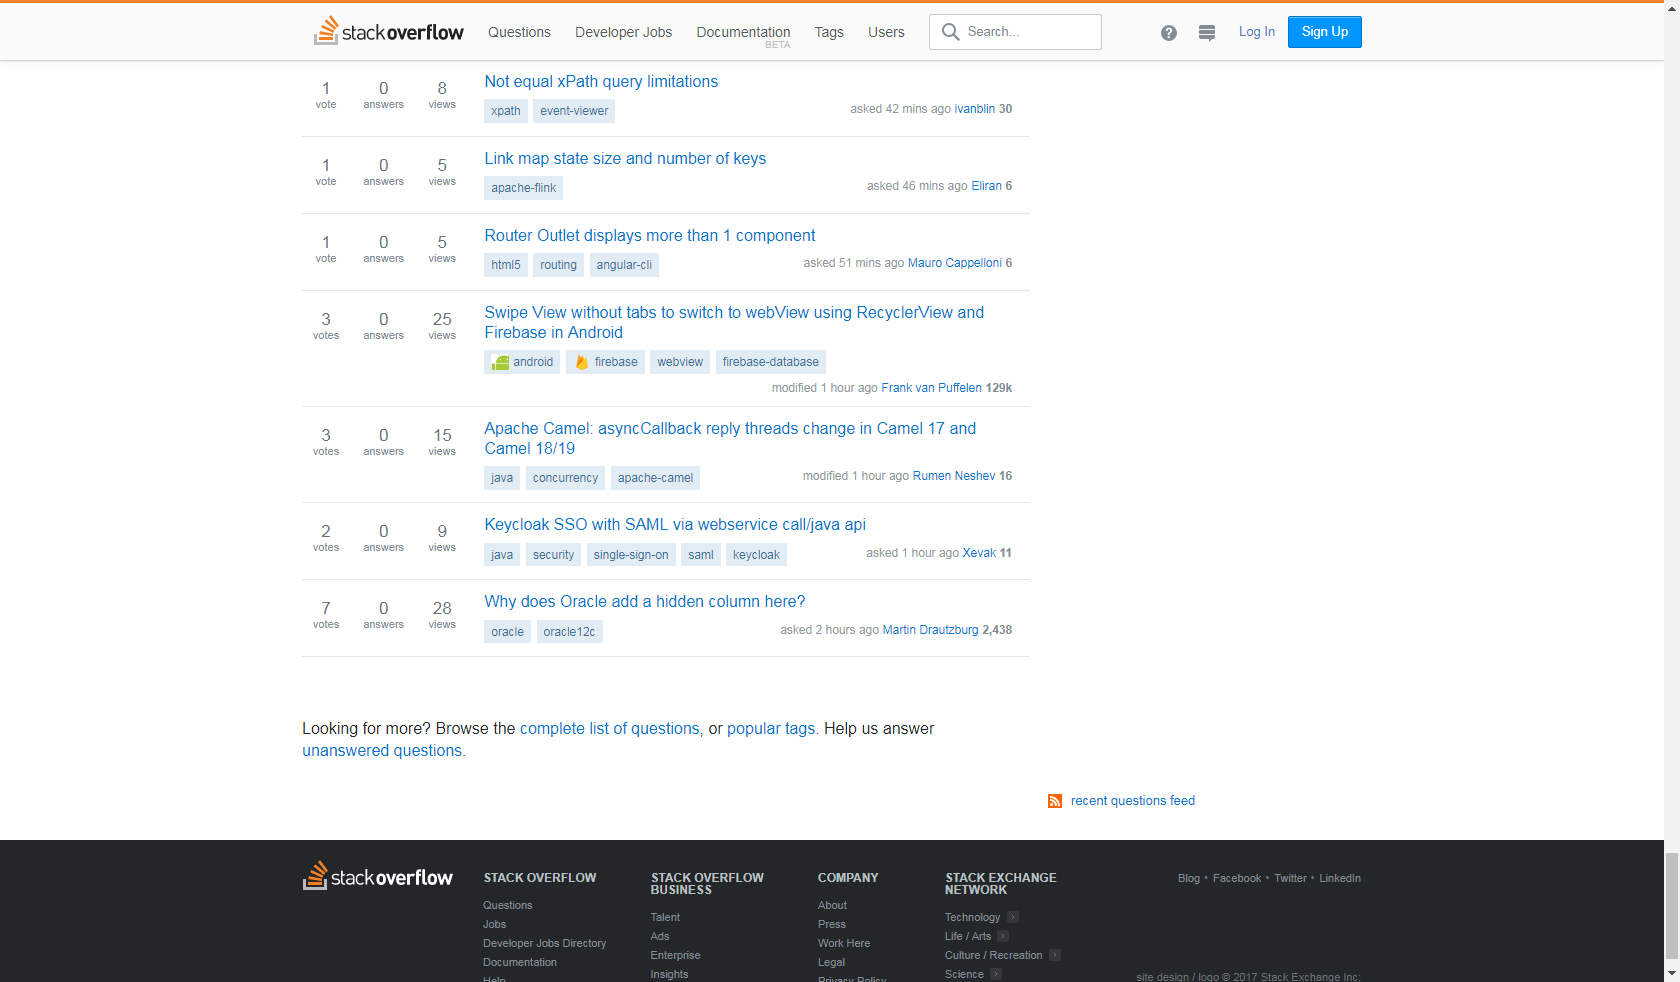 stackoverflow Questions Developer Jobs Documentation Tags Users Search... Log In Sign Up
BETA
Not equal xPath query limitations
1 0 8
vote answers views
xpath event-viewer asked 42 mins ago ivanblin 30
Link map state size and number of keys
1 0 5
vote answers views
apache-flink asked 46 mins ago Eliran 6
Router Outlet displays more than 1 component
1 0 5
vote answers views
html5 routing angular-cli asked 51 mins ago Mauro Cappelloni 6
Swipe View without tabs to switch to webView using RecyclerView and
Firebase in Android
3 0 25
votes answers views
android firebase webview firebase-database
modified 1 hour ago Frank van Puffelen 129k
Apache Camel: asyncCallback reply threads change in Camel 17 and
Camel 18/19
3 0 15
votes answers views
java concurrency apache-camel modified 1 hour ago Rumen Neshev 16
Keycloak SSO with SAML via webservice call/java api
2 0 9
votes answers views
java security single-sign-on saml keycloak asked 1 hour ago Xevak 11
Why does Oracle add a hidden column here?
7 0 28
votes answers views
oracle oracle12c asked 2 hours ago Martin Drautzburg 2,438
Looking for more? Browse the complete list of questions, or popular tags. Help us answer
unanswered questions.
recent questions feed
stackoverflow
STACK OVERFLOW
Questions
Jobs
Developer Jobs Directory
Documentation
Help
STACK OVERFLOW
BUSINESS
Talent
Ads
Enterprise
Insights
COMPANY
About
Press
Work Here
Legal
Privacy Policy
STACK EXCHANGE
NETWORK
Technology
Life / Arts
Culture / Recreation
Science
Blog • Facebook • Twitter • LinkedIn
site design / logo © 2017 Stack Exchange Inc;